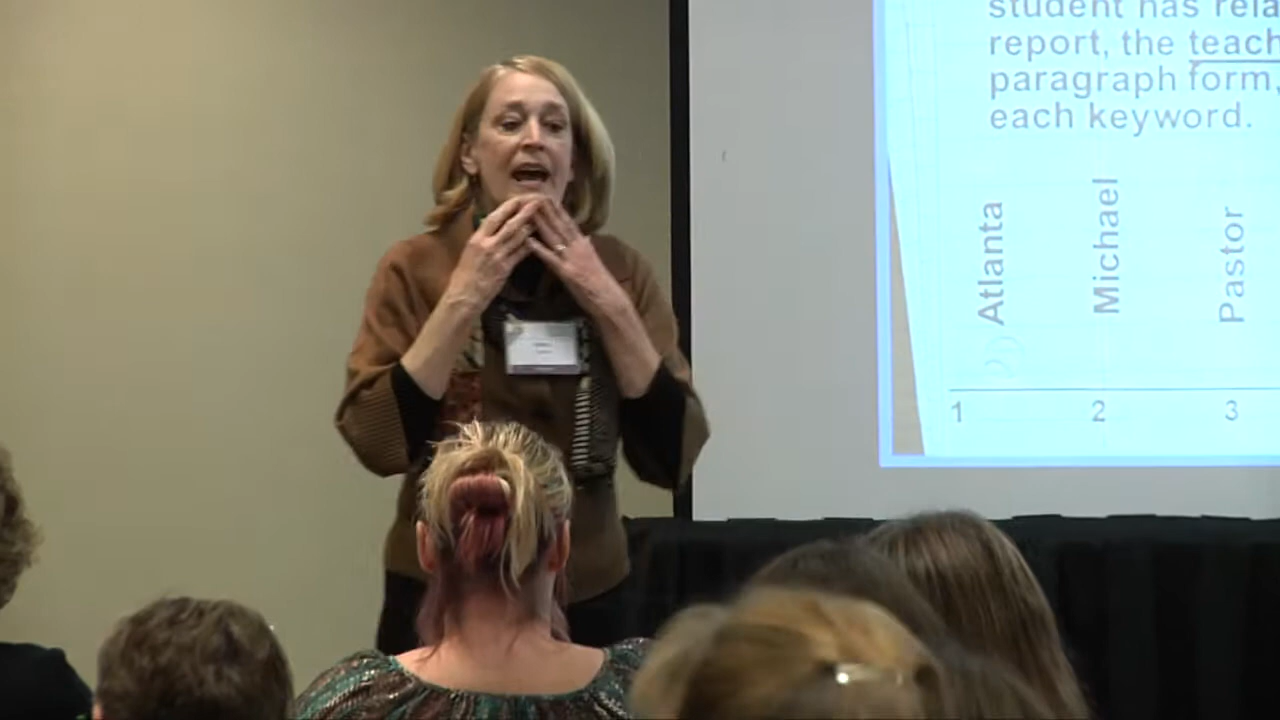 student has rela
report, the teach
paragraph form,
each keyword.
Atlanta
Michael
Pastor
1 2 3